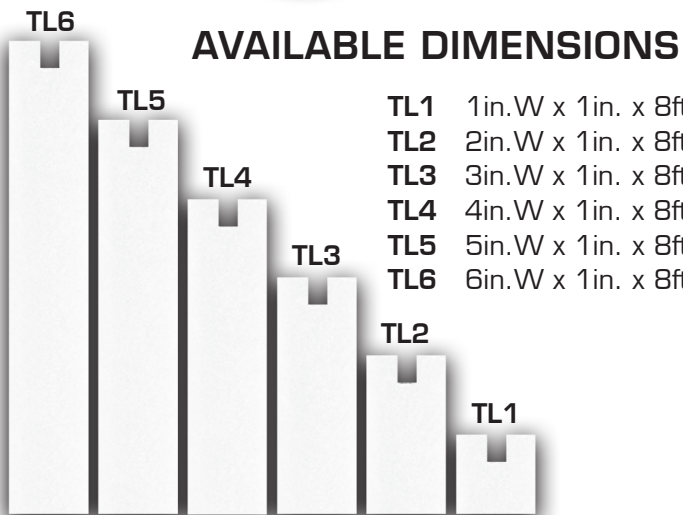 TL6
AVAILABLE DIMENSIONS
TL5
TL1 1in.W x 1in. x 8ft
TL2 2in.W x 1in. x 8ft
TL3 3in.W x 1in. x 8ft
TL4 4in.W x 1in. x 8ft
TL5 5in.W x 1in. x 8ft
TL6 6in.W x 1in. x 8ft
TL4
TL3
TL2
TL1